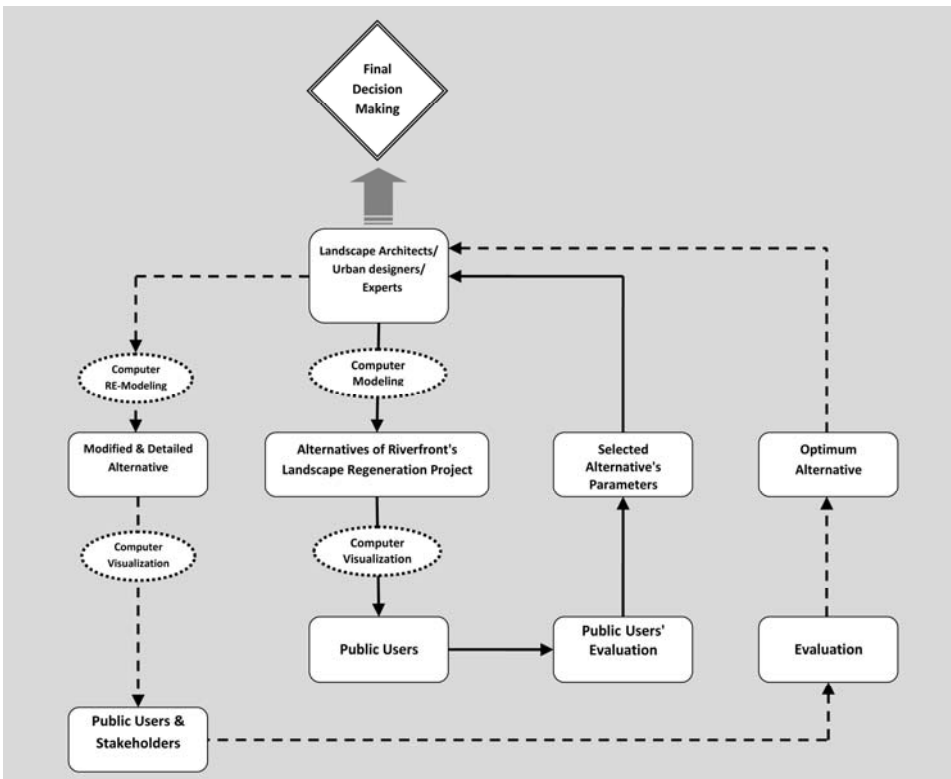 Final
Decision
Making
Landscape Architects/
Urban designers/
Experts
Computer
RE-Modeling
Computer
Modeling
Modified & Detailed
Alternative
Alternatives of Riverfront's
Landscape Regeneration Project
Selected
Alternative's
Parameters
Optimum
Alternative
Computer
Visualization
Computer
Visualization
Public Users
Public Users'
Evaluation
Evaluation
Public Users &
Stakeholders